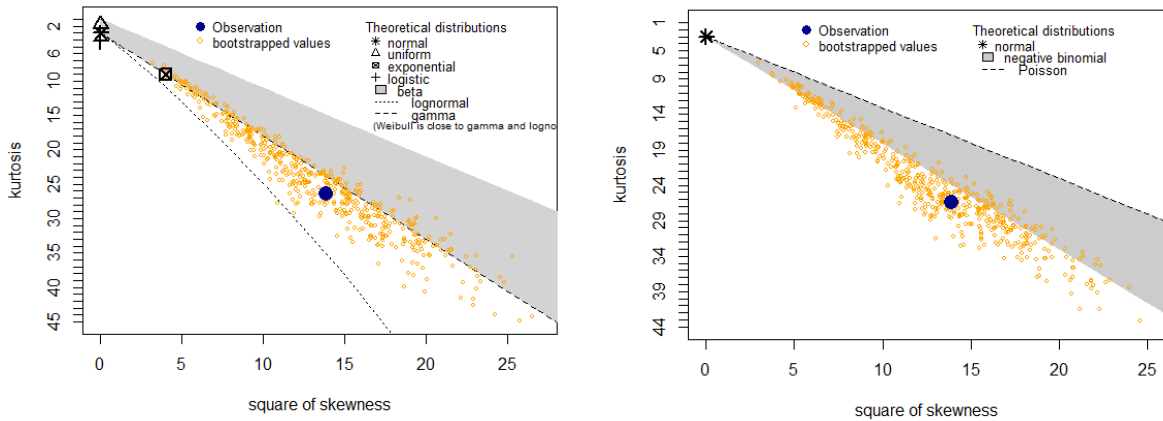 Observation
bootstrapped values
Theoretical distributions
normal
uniform
exponential
logistic
beta
lognormal
gamma
(Weibull is close to gamma and logno
2
6
10
15
20
25
30
35
40
45
kurtosis
0
5
10
15
20
25
square of skewness
Observation
bootstrapped values
Theoretical distributions
normal
negative binomial
Poisson
1
5
9
14
19
24
29
34
39
44
kurtosis
0
5
10
15
20
25
square of skewness